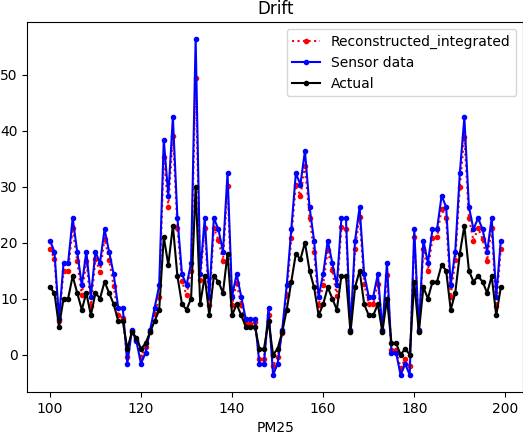 Drift
Reconstructed_integrated
Sensor data
Actual
50
40
30
20
10
0
100 120 140 160 180 200
PM25